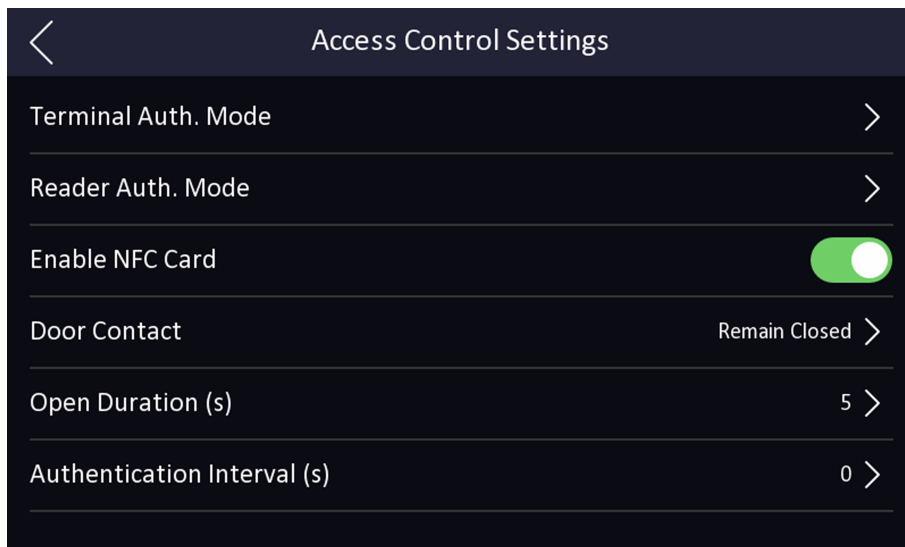 Access Control Settings
Terminal Auth. Mode
Reader Auth. Mode
Enable NFC Card
Door Contact Remain Closed
Open Duration (s) 5
Authentication Interval (s) 0